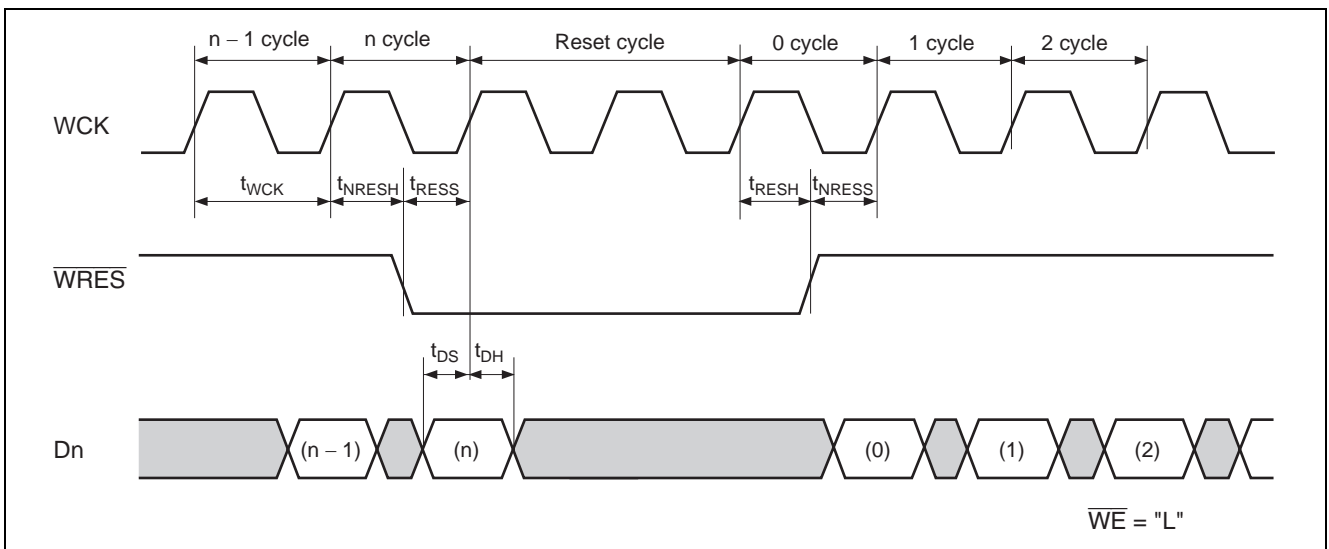 n – 1 cycle n cycle Reset cycle 0 cycle 1 cycle 2 cycle
WCK
tWCK tNRESH tRESS tRESH tNRESS
WRES
tDS tDH
Dn (n – 1) (n) (0) (1) (2)
WE = "L"